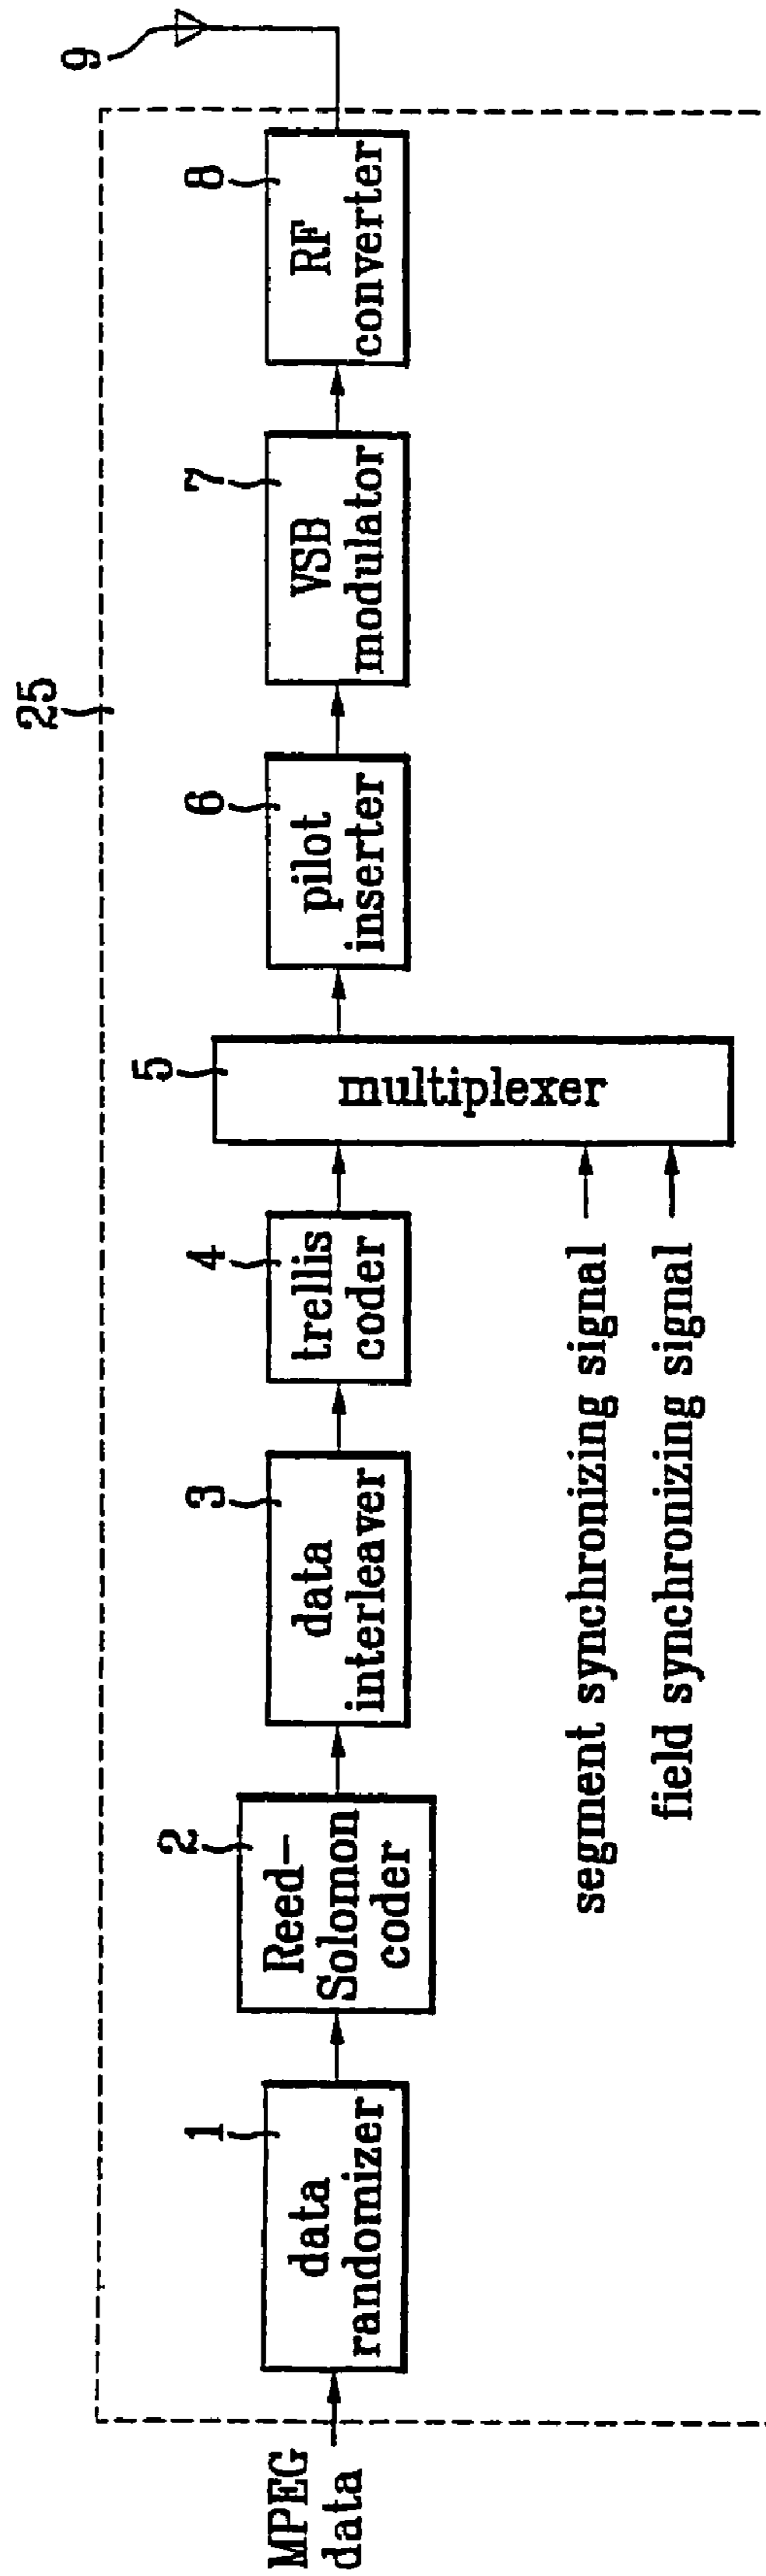 25
MPEG
data
1
data
randomizer
2
Reed-
Solomon
coder
3
data
interleaver
4
trellis
coder
5
multiplexer
segment synchronizing signal
field synchronizing signal
6
pilot
inserter
7
VSB
modulator
8
RF
converter
9